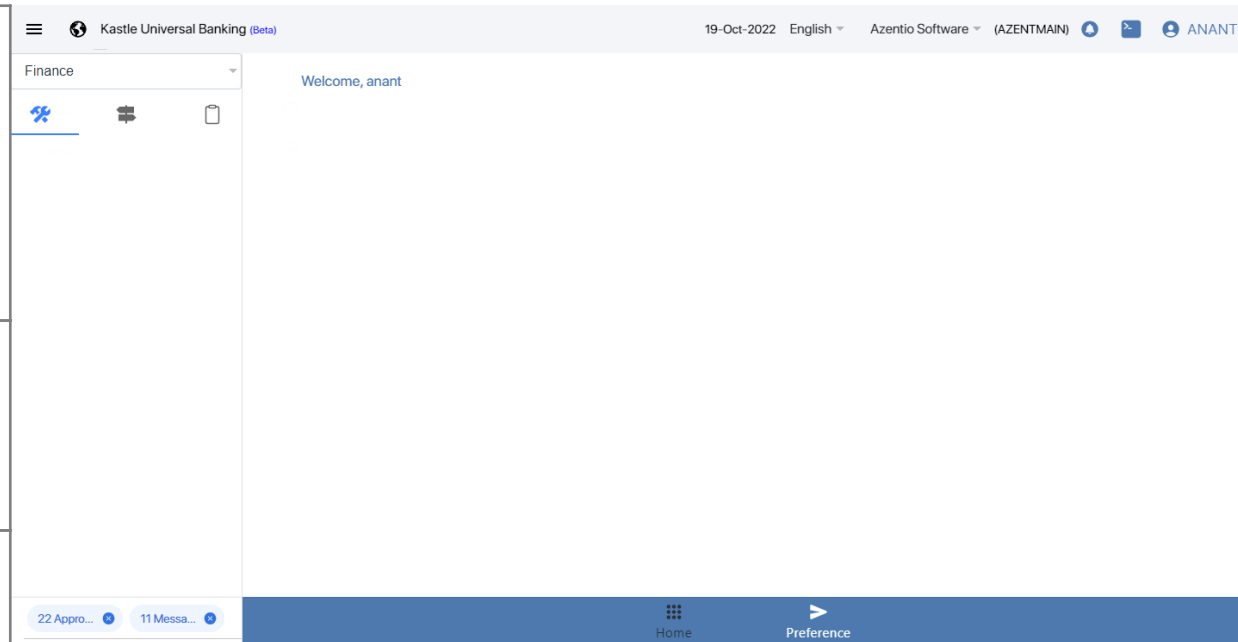 Kastle Universal Banking (Beta)
19-Oct-2022 English Azentio Software (AZENTMAIN) ANANT
Finance
Welcome, anant
22 Appro... 11 Messa...
Home Preference